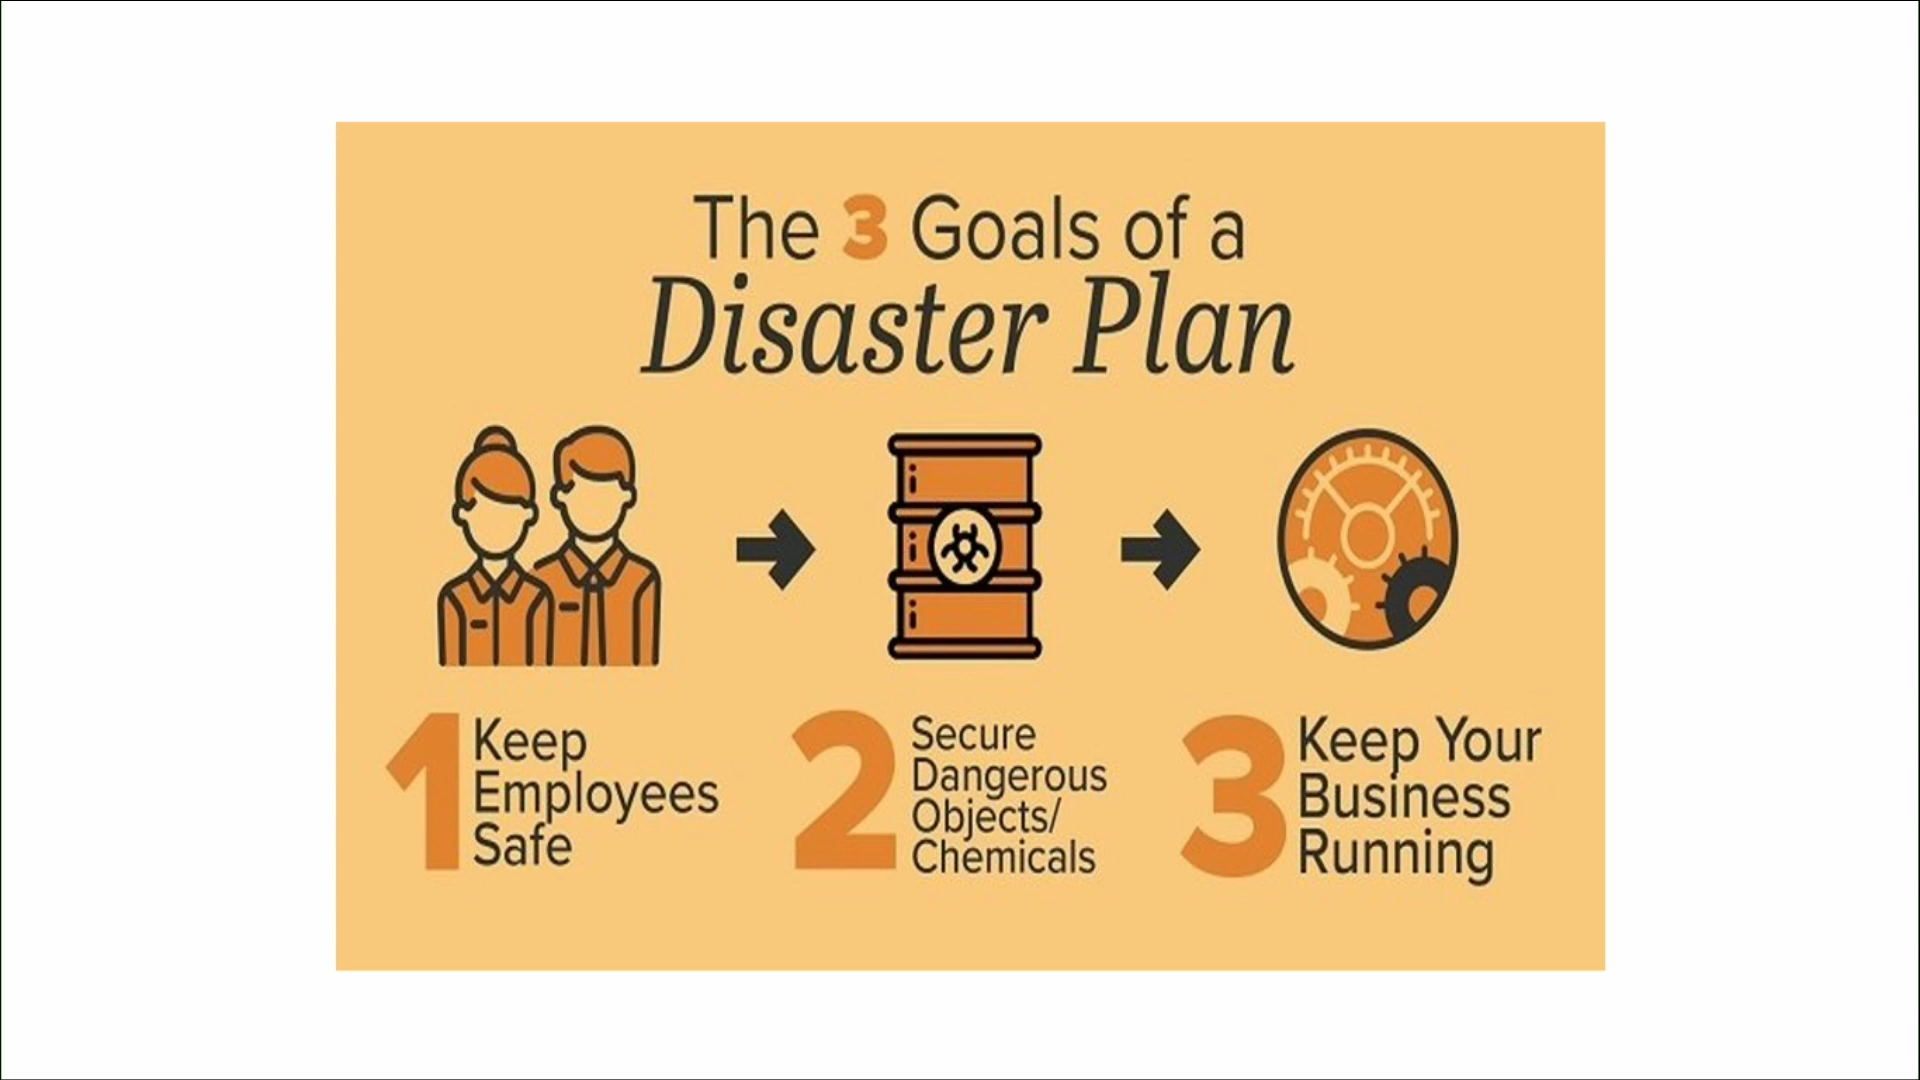 The 3 Goals of a
Disaster Plan
1 Keep
Employees
Safe
2 Secure
Dangerous
Objects/
Chemicals
3 Keep Your
Business
Running